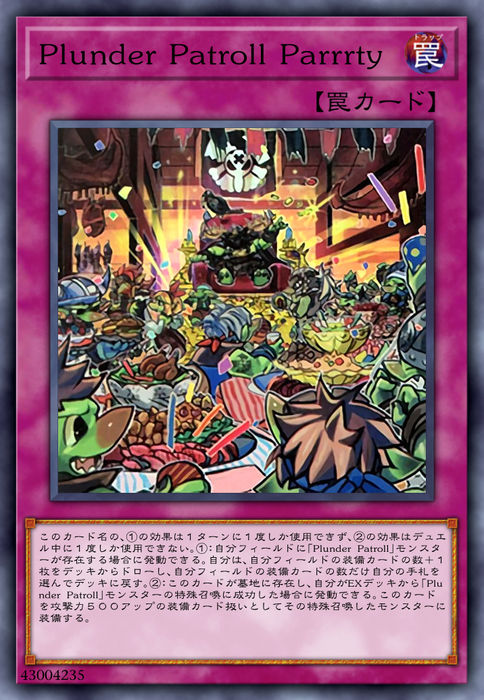 Plunder Patroll Parrrty
トラップ
罠
【罠カード】
このカード名の、①の効果は１ターンに１度しか使用できず、②の効果はデュエ
ル中に１度しか使用できない。①：自分フィールドに「Plunder Patroll」モンスタ
ーが存在する場合に発動できる。自分は、自分フィールドの装備カードの数＋１
枚をデッキからドローし、自分フィールドの装備カードの数だけ自分の手札を
選んでデッキに戻す。②：このカードが墓地に存在し、自分がEXデッキから「Plu
nder Patroll」モンスターの特殊召喚に成功した場合に発動できる。このカード
を攻撃力５００アップの装備カード扱いとしてその特殊召喚したモンスターに
装備する。
43004235